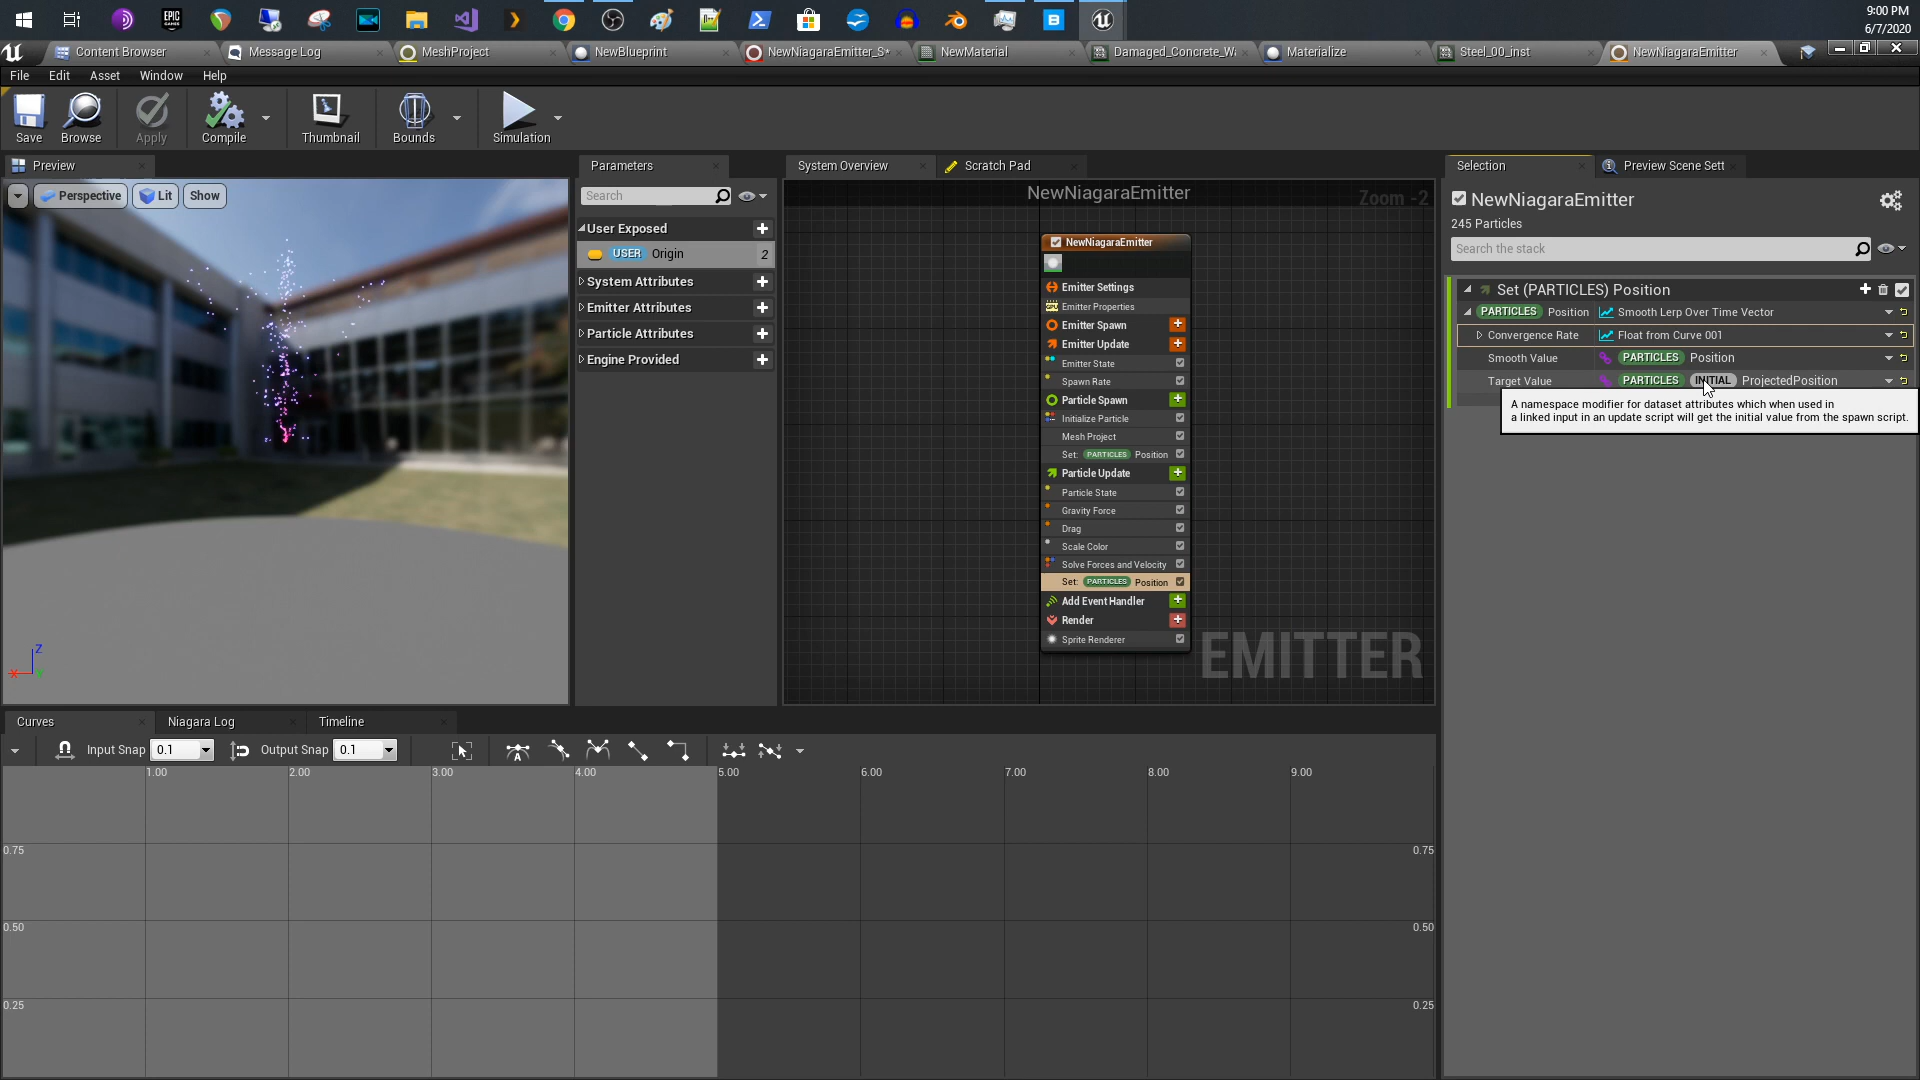 9:00 PM
6/7/2020
Content Browser
Message Log
MeshProject
NewBlueprint
NewNiagaraEmitter_S*
NewMaterial
Damaged_Concrete_Wa
Materialize
Steel_00_inst
NewNiagaraEmitter
File Edit Asset Window Help
Save
Browse
Apply
Compile
Thumbnail
Bounds
Simulation
Preview
Perspective
Lit
Show
Z
X
Parameters
Search
User Exposed
USER Origin 2
System Attributes
Emitter Attributes
Particle Attributes
Engine Provided
System Overview
Scratch Pad
NewNiagaraEmitter
Zoom -2
NewNiagaraEmitter
Emitter Settings
Emitter Properties
Emitter Spawn
Emitter Update
Emitter State
Spawn Rate
Particle Spawn
Initialize Particle
Mesh Project
Set: PARTICLES Position
Particle Update
Particle State
Gravity Force
Drag
Scale Color
Solve Forces and Velocity
Set: PARTICLES Position
Add Event Handler
Render
Sprite Renderer
EMITTER
Selection
Preview Scene Sett
NewNiagaraEmitter
245 Particles
Search the stack
Set (PARTICLES) Position
PARTICLES Position Smooth Lerp Over Time Vector
Convergence Rate Float from Curve 001
Smooth Value PARTICLES Position
Target Value PARTICLES INITIAL ProjectedPosition
A namespace modifier for dataset attributes which when used in
a linked input in an update script will get the initial value from the spawn script.
Curves
Niagara Log
Timeline
Input Snap 0.1
Output Snap 0.1
1.00 2.00 3.00 4.00 5.00 6.00 7.00 8.00 9.00
0.75 0.75
0.50 0.50
0.25 0.25